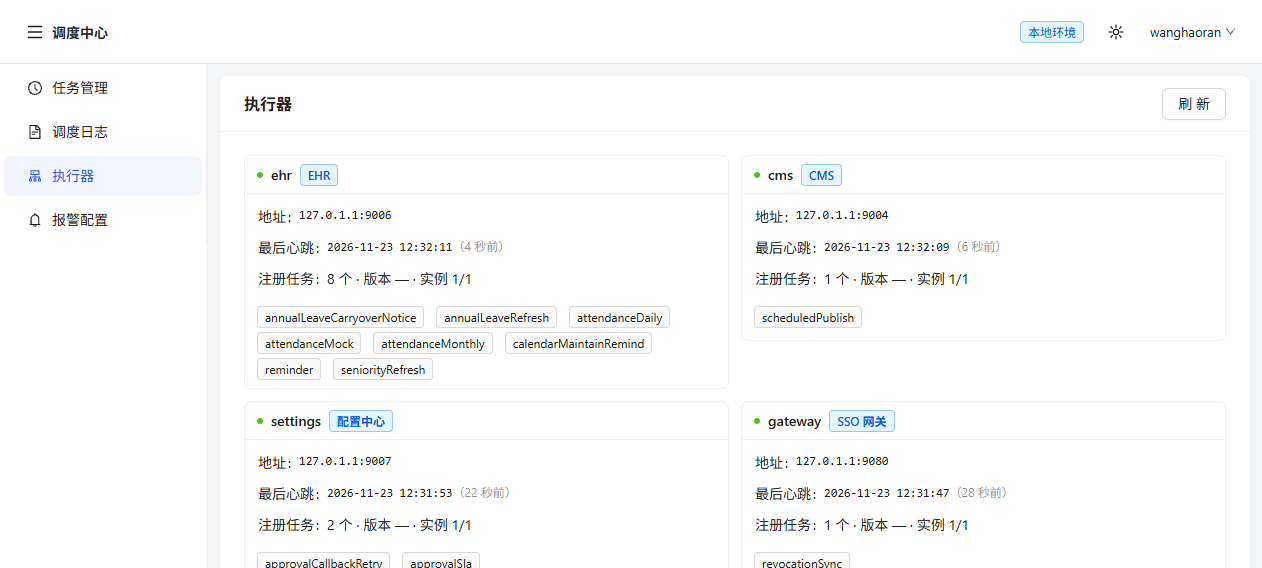 调度中心
本地环境
wanghaoran
任务管理
调度日志
执行器
报警配置
执行器
刷 新
ehr EHR
地址：127.0.1.1:9006
最后心跳：2026-11-23 12:32:11（4 秒前）
注册任务：8 个 · 版本 — · 实例 1/1
annualLeaveCarryoverNotice annualLeaveRefresh attendanceDaily
attendanceMock attendanceMonthly calendarMaintainRemind
reminder seniorityRefresh
cms CMS
地址：127.0.1.1:9004
最后心跳：2026-11-23 12:32:09（6 秒前）
注册任务：1 个 · 版本 — · 实例 1/1
scheduledPublish
settings 配置中心
地址：127.0.1.1:9007
最后心跳：2026-11-23 12:31:53（22 秒前）
注册任务：2 个 · 版本 — · 实例 1/1
approvalCallbackRetry approvalSla
gateway SSO 网关
地址：127.0.1.1:9080
最后心跳：2026-11-23 12:31:47（28 秒前）
注册任务：1 个 · 版本 — · 实例 1/1
revocationSync